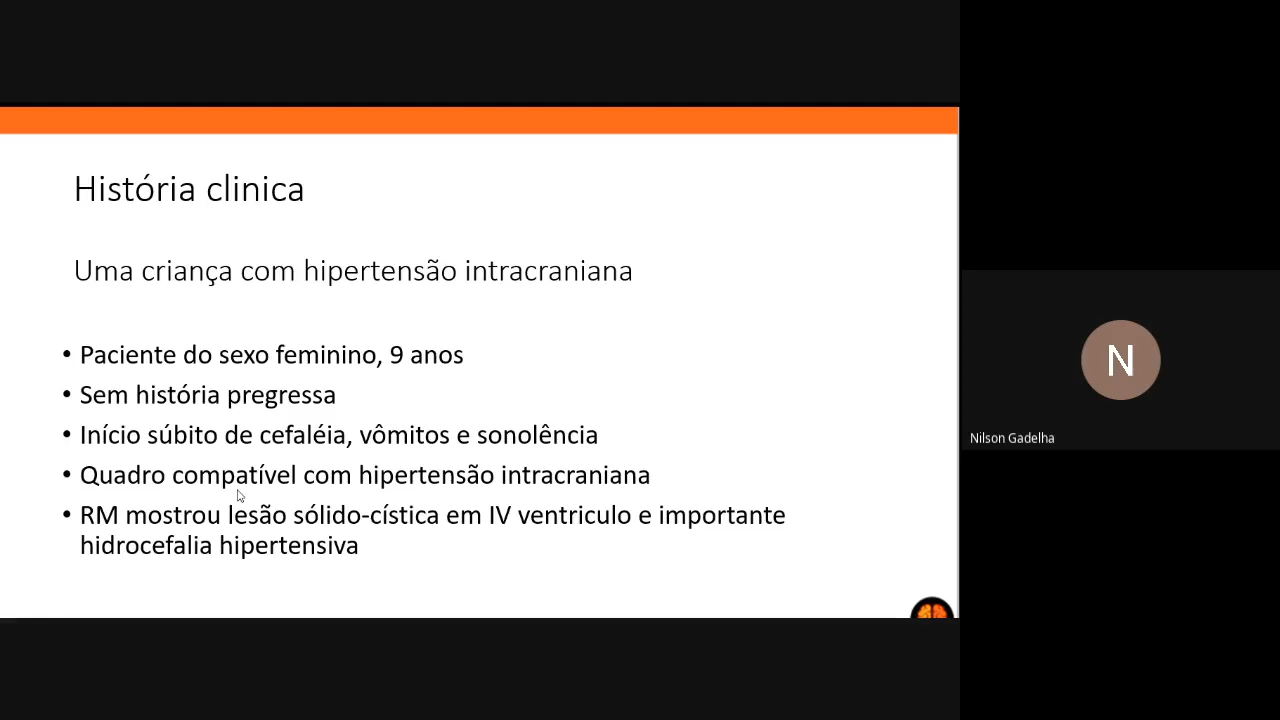 História clinica
Uma criança com hipertensão intracraniana
• Paciente do sexo feminino, 9 anos
• Sem história pregressa
• Início súbito de cefaléia, vômitos e sonolência
• Quadro compatível com hipertensão intracraniana
• RM mostrou lesão sólido-cística em IV ventriculo e importante
hidrocefalia hipertensiva
N
Nilson Gadelha